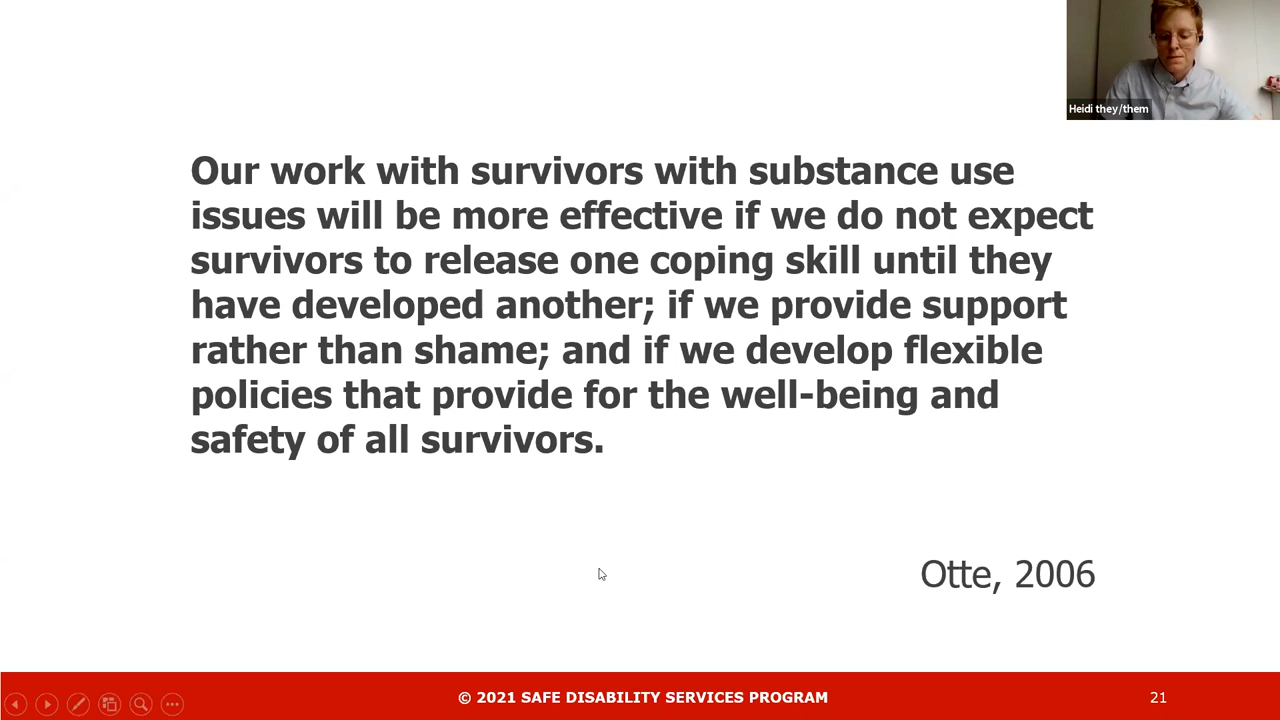 Heidi they/them
Our work with survivors with substance use
issues will be more effective if we do not expect
survivors to release one coping skill until they
have developed another; if we provide support
rather than shame; and if we develop flexible
policies that provide for the well-being and
safety of all survivors.
Otte, 2006
© 2021 SAFE DISABILITY SERVICES PROGRAM
21